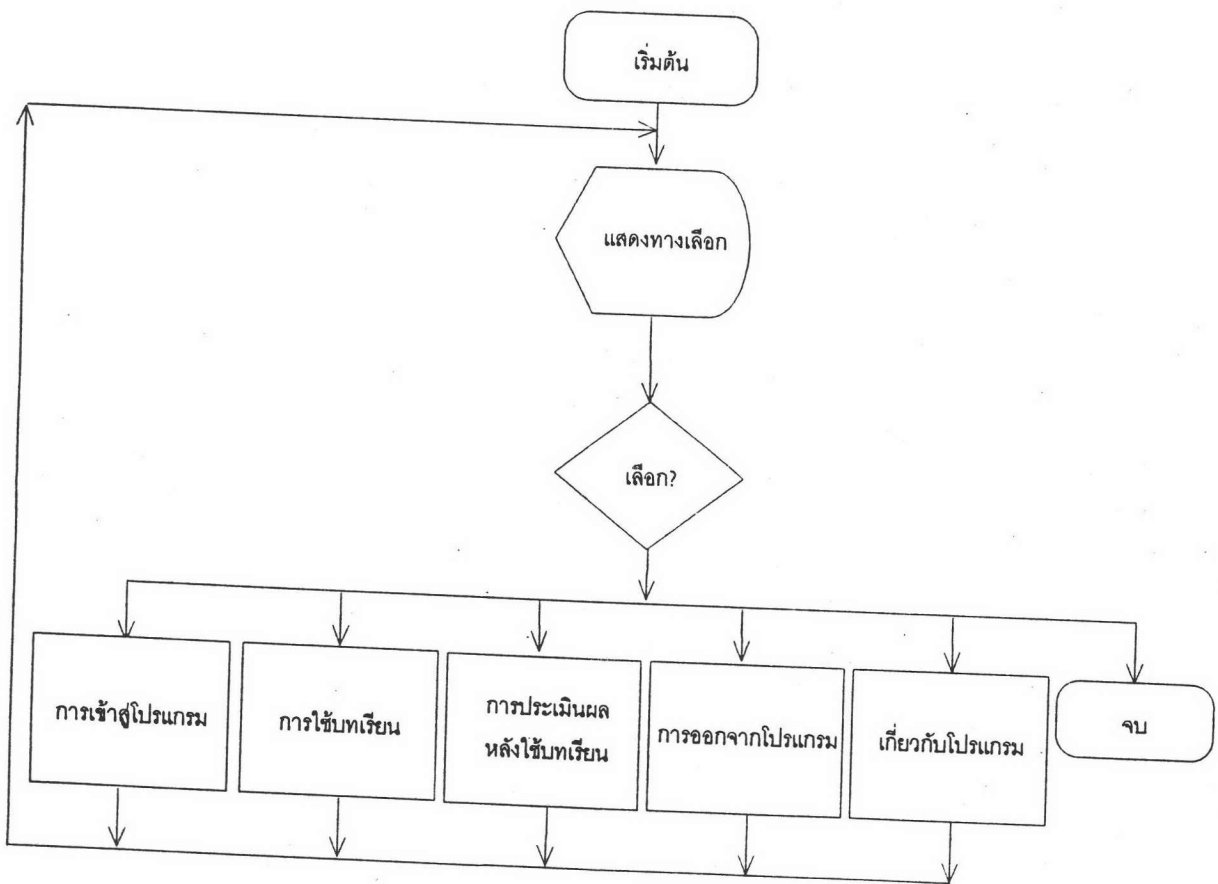 เริ่มต้น
แสดงทางเลือก
เลือก?
การเข้าสู่โปรแกรม
การใช้บทเรียน
การประเมินผล
หลังใช้บทเรียน
การออกจากโปรแกรม
เกี่ยวกับโปรแกรม
จบ